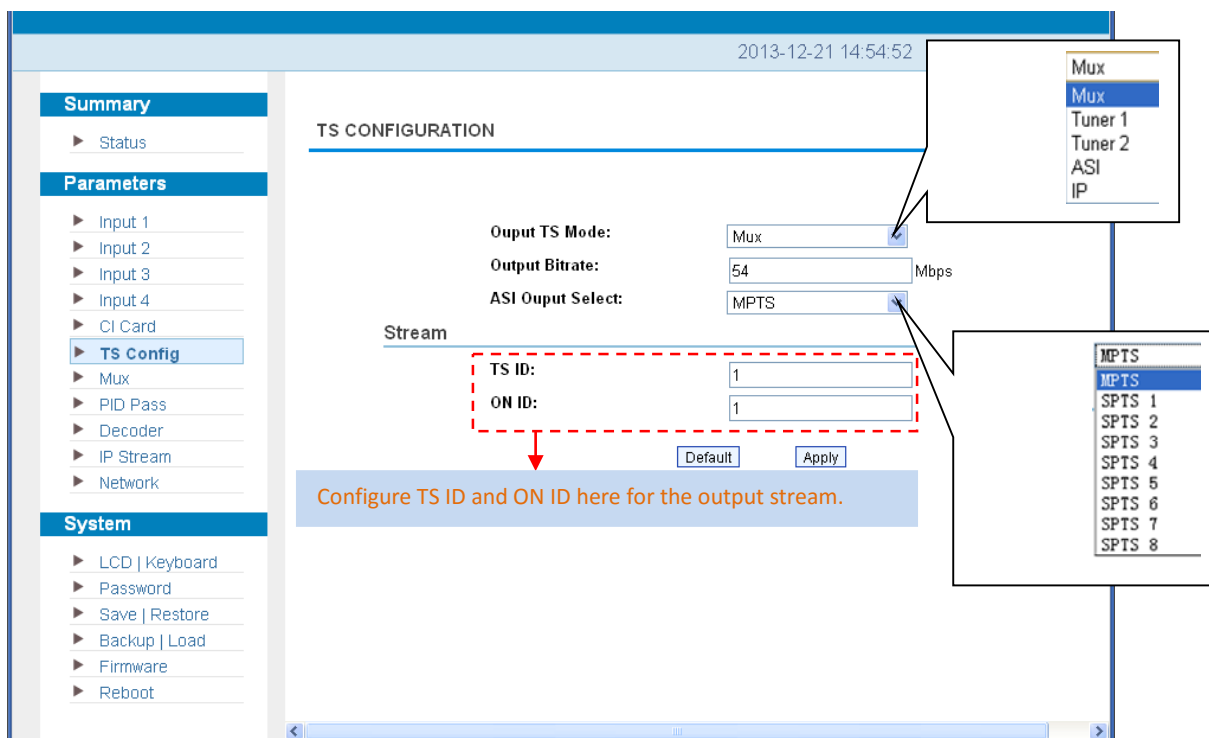 2013-12-21 14:54:52
Summary
Status
Parameters
Input 1
Input 2
Input 3
Input 4
CI Card
TS Config
Mux
PID Pass
Decoder
IP Stream
Network
System
LCD | Keyboard
Password
Save | Restore
Backup | Load
Firmware
Reboot
TS CONFIGURATION
Ouput TS Mode: Mux
Output Bitrate: 54 Mbps
ASI Ouput Select: MPTS
Stream
TS ID: 1
ON ID: 1
Default Apply
Configure TS ID and ON ID here for the output stream.
Mux
Mux
Tuner 1
Tuner 2
ASI
IP
MPTS
MPTS
SPTS 1
SPTS 2
SPTS 3
SPTS 4
SPTS 5
SPTS 6
SPTS 7
SPTS 8